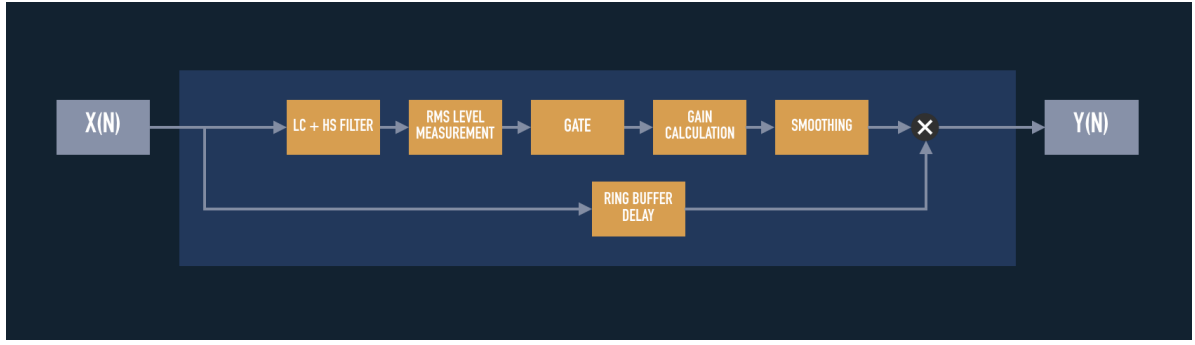 X(N)
LC + HS FILTER
RMS LEVEL
MEASUREMENT
GATE
GAIN
CALCULATION
SMOOTHING
Y(N)
RING BUFFER
DELAY